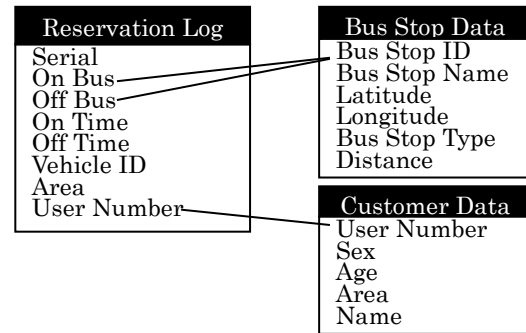 Reservation Log
Serial
On Bus
Off Bus
On Time
Off Time
Vehicle ID
Area
User Number
Bus Stop Data
Bus Stop ID
Bus Stop Name
Latitude
Longitude
Bus Stop Type
Distance
Customer Data
User Number
Sex
Age
Area
Name